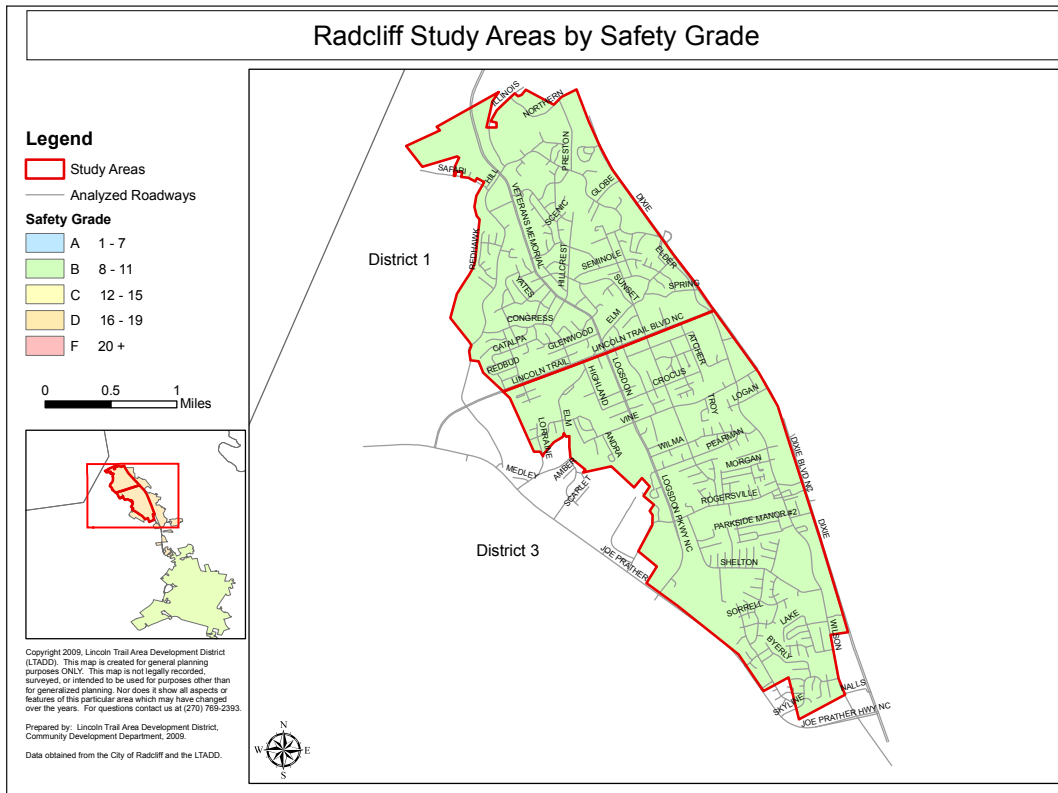 Radcliff Study Areas by Safety Grade
Legend
Study Areas
Analyzed Roadways
Safety Grade
A 1 - 7
B 8 - 11
C 12 - 15
D 16 - 19
F 20 +
0 0.5 1
Miles
Copyright 2009, Lincoln Trail Area Development District
(LTADD). This map is created for general planning
purposes ONLY. This map is not legally recorded,
surveyed, or intended to be used for purposes other than
for generalized planning. Nor does it show all aspects or
features of this particular area which may have changed
over the years. For questions contact us at (270) 769-2393.
Prepared by: Lincoln Trail Area Development District,
Community Development Department, 2009.
Data obtained from the City of Radcliff and the LTADD.
N
W E
S
District 1
District 3
ILLINOIS
NORTHERN
PRESTON
SAFARI
HILL
GLOBE
DIXIE
VETERANS MEMORIAL
SCENIC
REDHAWK
HILLCREST
SEMINOLE
ELDER
YATES
SUNSET
SPRING
CONGRESS
ELM
CATALPA
GLENWOOD
LINCOLN TRAIL BLVD NC
REDBUD
LINCOLN TRAIL
ATCHER
HIGHLAND
LOGSDON
CROCUS
TROY
LOGAN
LORRAINE
ELM
VINE
ANDRA
WILMA
PEARMAN
DIXIE BLVD NC
MEDLEY
AMBER
SCARLET
MORGAN
LOGSDON PKWY NC
ROGERSVILLE
PARKSIDE MANOR #2
DIXIE
JOE PRATHER
SHELTON
SORRELL
LAKE
WILSON
BYERLY
NALLS
SKYLINE
JOE PRATHER HWY NC